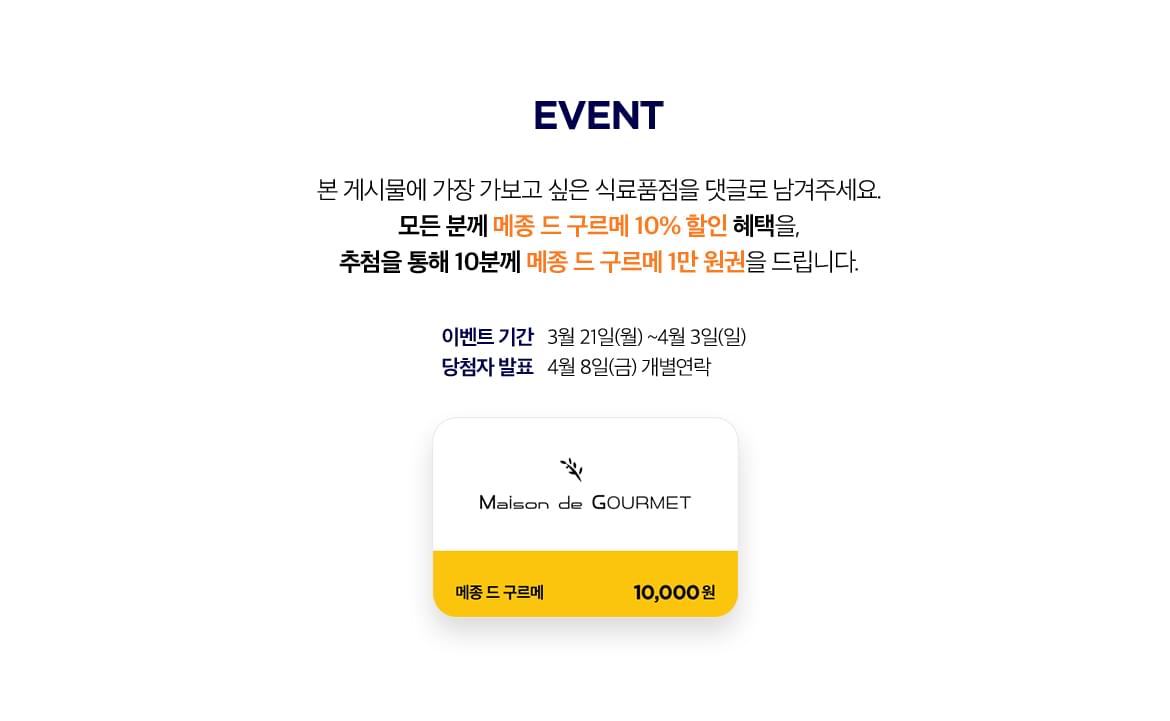 EVENT
본 게시물에 가장 가보고 싶은 식료품점을 댓글로 남겨주세요.
모든 분께 메종 드 구르메 10% 할인 혜택을,
추첨을 통해 10분께 메종 드 구르메 1만 원권을 드립니다.
이벤트 기간 3월 21일(월) ~4월 3일(일)
당첨자 발표 4월 8일(금) 개별연락
Maison de GOURMET
메종 드 구르메 10,000원